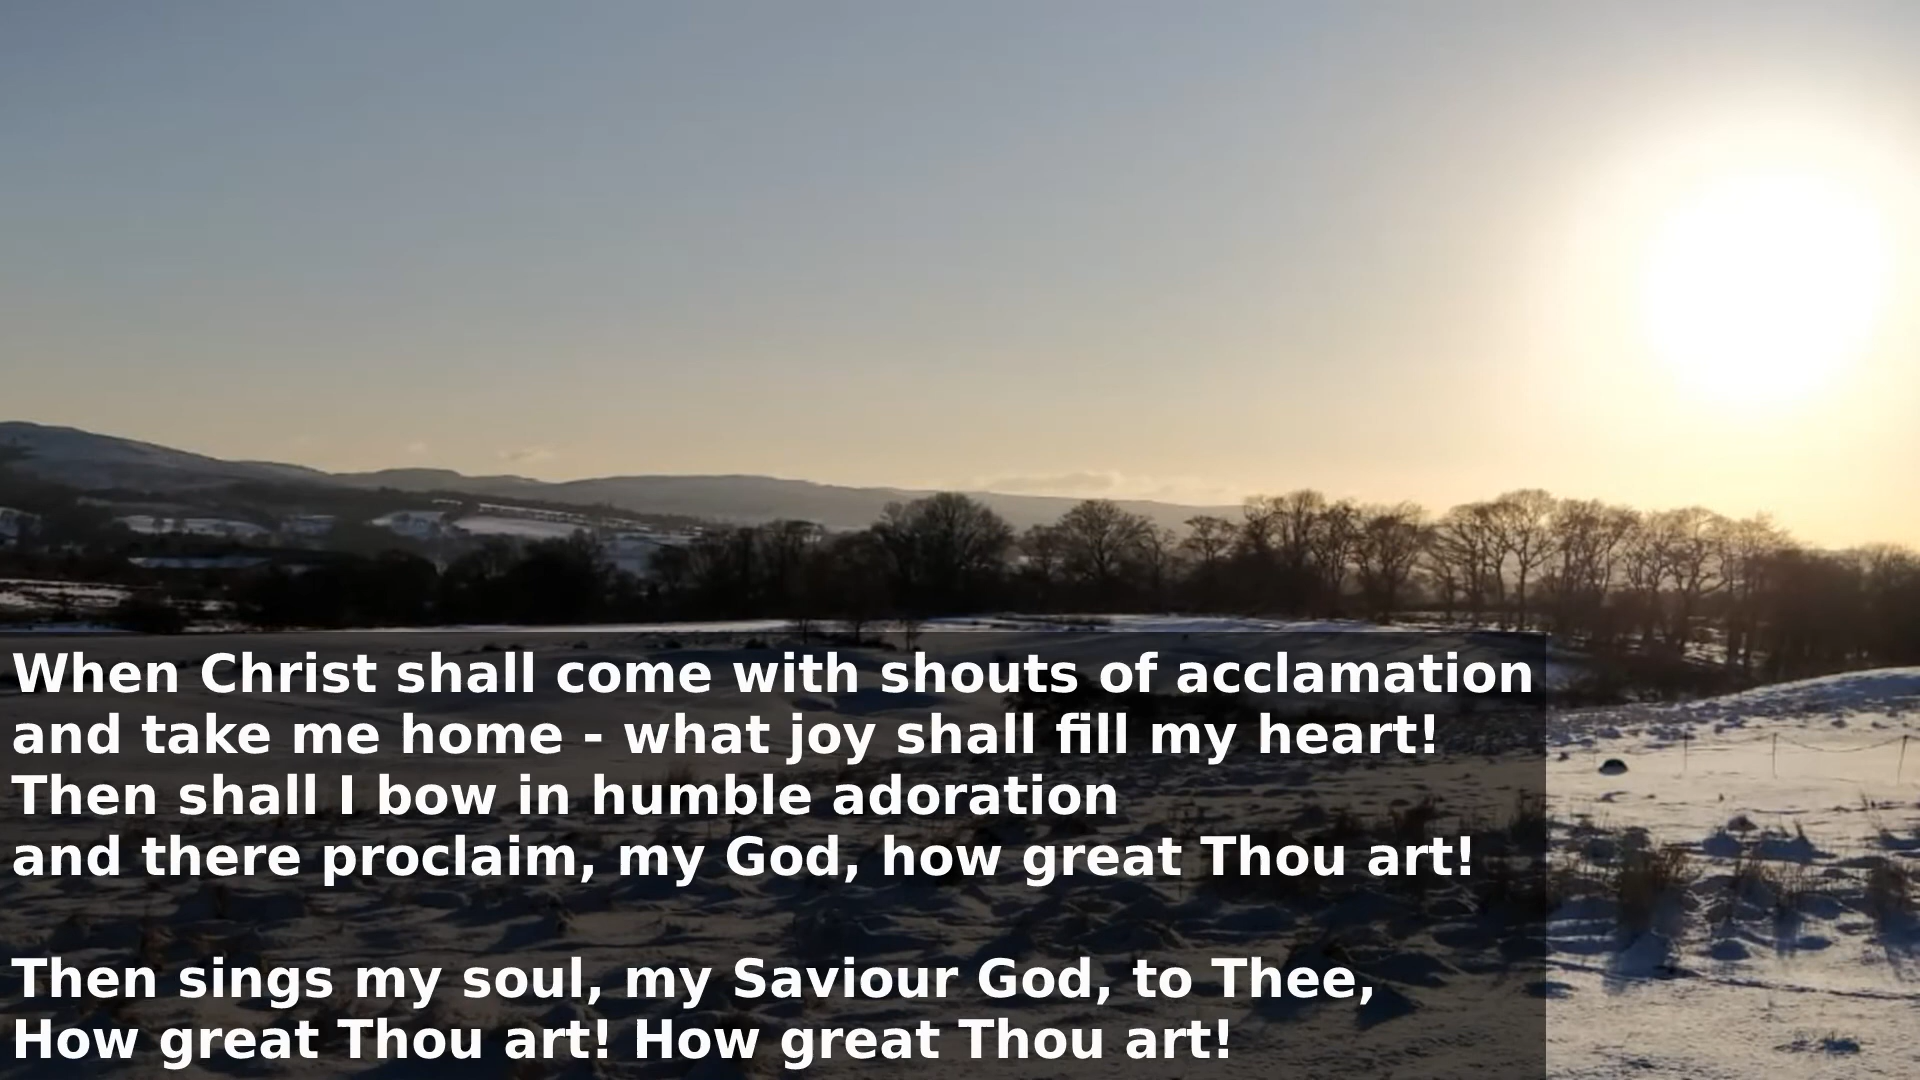 When Christ shall come with shouts of acclamation
and take me home - what joy shall fill my heart!
Then shall I bow in humble adoration
and there proclaim, my God, how great Thou art!
Then sings my soul, my Saviour God, to Thee,
How great Thou art! How great Thou art!